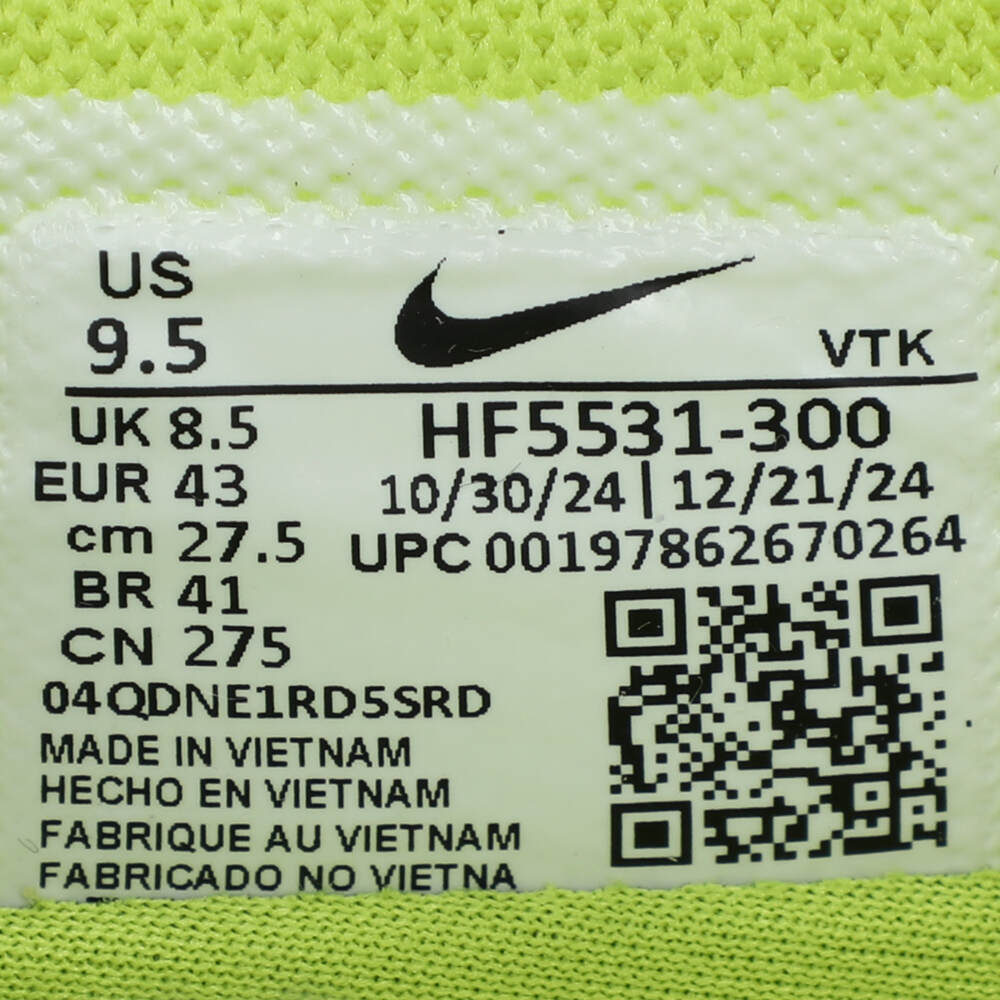 US
9.5
VTK
UK 8.5
HF5531-300
EUR 43
10/30/24 | 12/21/24
cm 27.5
UPC 00197862670264
BR 41
CN 275
04QDNE1RD5SRD
MADE IN VIETNAM
HECHO EN VIETNAM
FABRIQUE AU VIETNAM
FABRICADO NO VIETNA